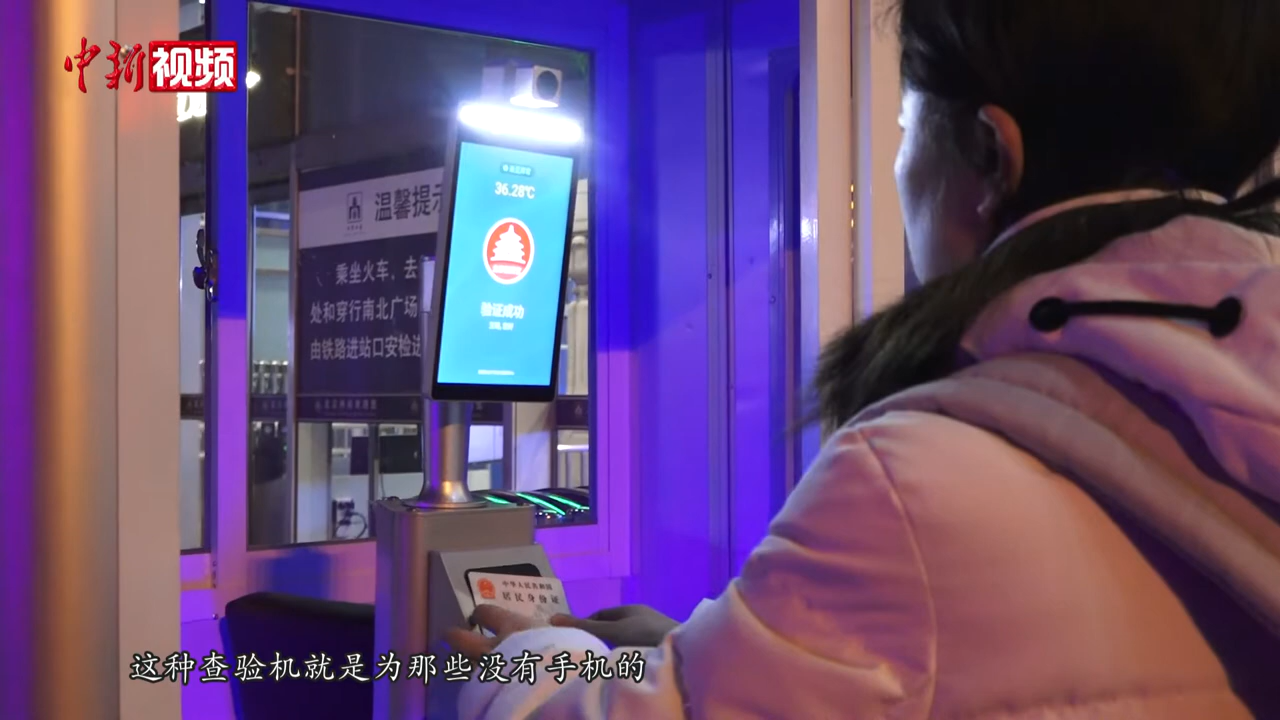 中新视频
36.28℃
验证成功
温馨提示
乘坐火车、去
处和穿行南北广场
由铁路进站口安检进
中华人民共和国
居民身份证
这种查验机就是为那些没有手机的